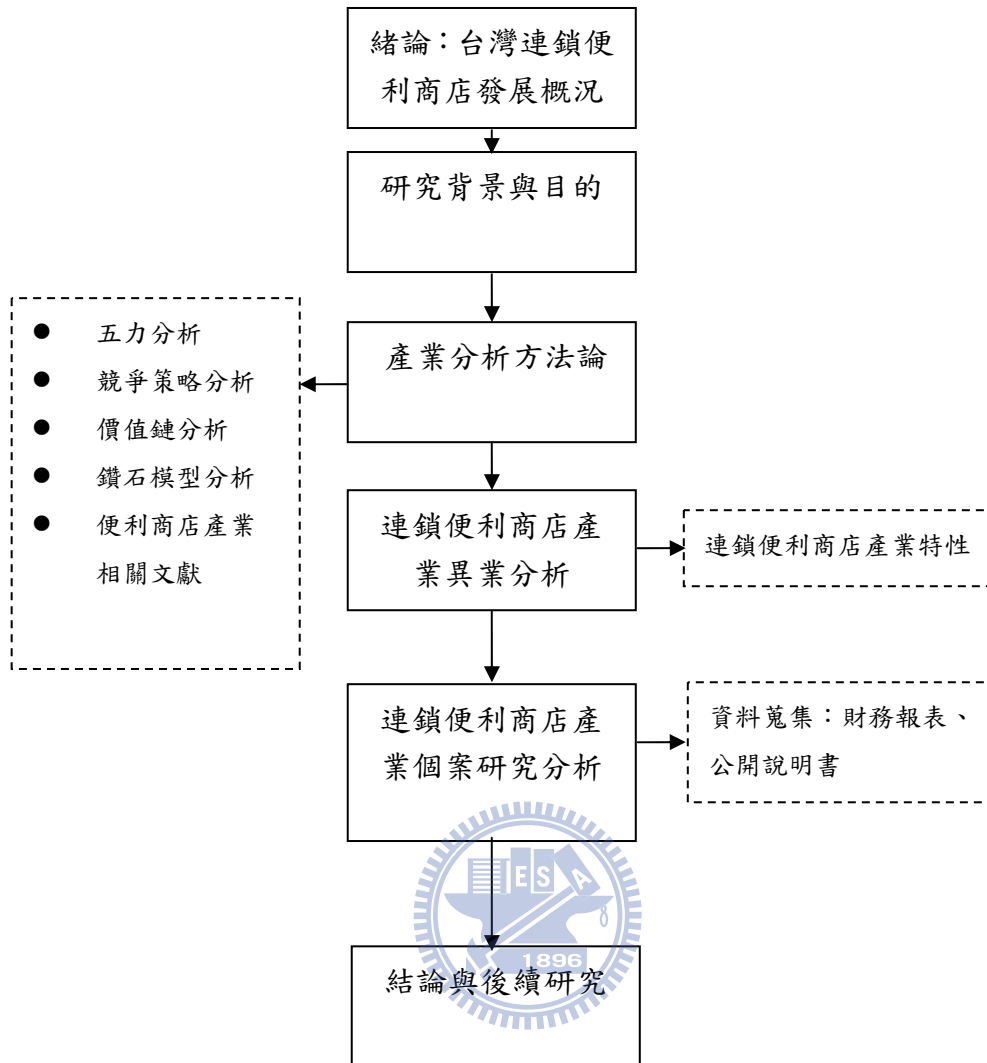 緒論：台灣連鎖便
利商店發展概況
研究背景與目的
產業分析方法論
● 五力分析
● 競爭策略分析
● 價值鏈分析
● 鑽石模型分析
● 便利商店產業
相關文獻
連鎖便利商店產
業異業分析
連鎖便利商店產業特性
連鎖便利商店產
業個案研究分析
資料蒐集：財務報表、
公開說明書
E S A
1896
結論與後續研究